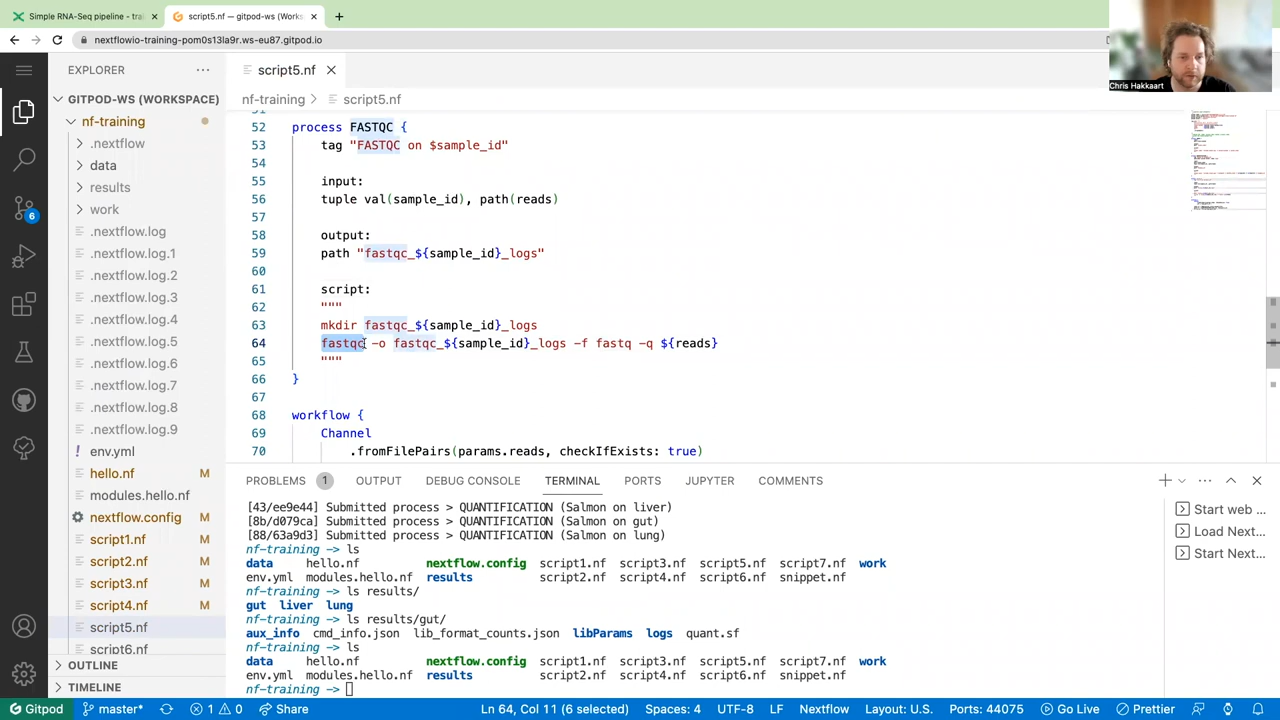 Simple RNA-Seq pipeline - trai
script5.nf — gitpod-ws (Works
nextflowio-training-pom0s13la9r.ws-eu87.gitpod.io
Chris Hakkaart
EXPLORER
script5.nf
GITPOD-WS (WORKSPACE)
nf-training > script5.nf
nf-training
.nextflow
data
results
work
.nextflow.log
.nextflow.log.1
.nextflow.log.2
.nextflow.log.3
.nextflow.log.4
.nextflow.log.5
.nextflow.log.6
.nextflow.log.7
.nextflow.log.8
.nextflow.log.9
env.yml
hello.nf M
modules.hello.nf
nextflow.config M
script1.nf M
script2.nf M
script3.nf M
script4.nf M
script5.nf
script6.nf
OUTLINE
TIMELINE
6
51
52 process FASTQC {
53 "FASTQC on $sample_id"
54
55 input:
56 tuple val(sample_id), path(reads)
57
58 output:
59 path "fastqc_${sample_id}_logs"
60
61 script:
62 """
63 mkdir fastqc_${sample_id}_logs
64 fastqc -o fastqc_${sample_id}_logs -f fastq -q ${reads}
65 """
66 }
67
68 workflow {
69 Channel
70 .fromFilePairs(params.reads, checkIfExists: true)
PROBLEMS 1 OUTPUT DEBUG CONSOLE TERMINAL PORTS JUPYTER COMMENTS
[43/ee9e44] Submitted process > QUANTIFICATION (Salmon on liver)
[8b/d079ca] Submitted process > QUANTIFICATION (Salmon on gut)
[88/63a9d3] Submitted process > QUANTIFICATION (Salmon on lung)
nf-training -> ls
data hello.nf nextflow.config script1.nf script3.nf script5.nf script7.nf work
env.yml modules.hello.nf results script2.nf script4.nf script6.nf snippet.nf
nf-training -> ls results/
gut liver lung
nf-training -> ls results/gut/
aux_info cmd_info.json lib_format_counts.json libParams logs quant.sf
nf-training -> ls
data hello.nf nextflow.config script1.nf script3.nf script5.nf script7.nf work
env.yml modules.hello.nf results script2.nf script4.nf script6.nf snippet.nf
nf-training ->
Start web ...
Load Next...
Start Next...
Gitpod master* 1 0 Share Ln 64, Col 11 (6 selected) Spaces: 4 UTF-8 LF Nextflow Layout: U.S. Go Live Ports: 44075 Prettier